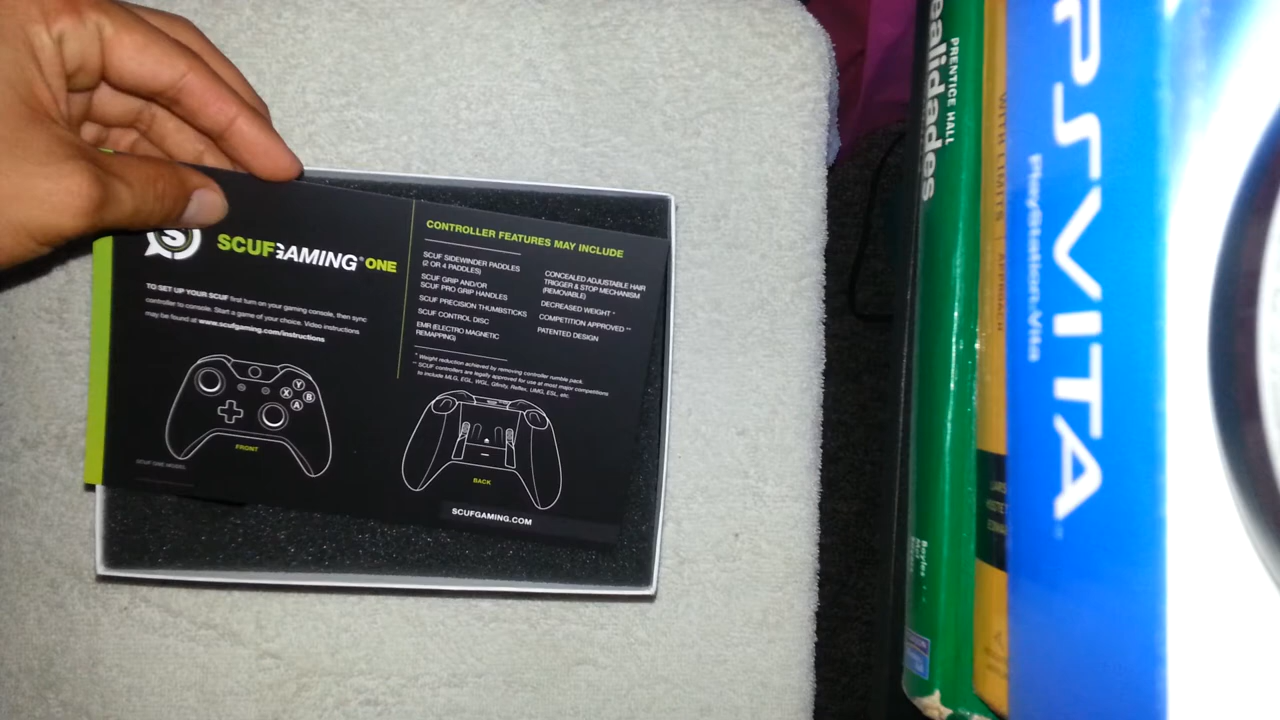 S
SCUFGAMING® ONE
TO SET UP YOUR SCUF first turn on your gaming console, then sync
controller to console. Start a game of your choice. Video instructions
may be found at www.scufgaming.com/instructions
Y
X B
A
FRONT
SCUF ONE MODEL
CONTROLLER FEATURES MAY INCLUDE
SCUF SIDEWINDER PADDLES
(2 OR 4 PADDLES)
SCUF GRIP AND/OR
SCUF PRO GRIP HANDLES
SCUF PRECISION THUMBSTICKS
SCUF CONTROL DISC
EMR (ELECTRO MAGNETIC
REMAPPING)
CONCEALED ADJUSTABLE HAIR
TRIGGER & STOP MECHANISM
(REMOVABLE)
DECREASED WEIGHT *
COMPETITION APPROVED **
PATENTED DESIGN
* Weight reduction achieved by removing controller rumble pack.
** SCUF controllers are legally approved for use at most major competitions
to include MLG, EGL, WGL, Gfinity, Reflex, UMG, ESL, etc.
BACK
SCUFGAMING.COM
PRENTICE HALL
ealidades
WITH LIMITS | APPROACH
PSVITA
PlayStation.Vita